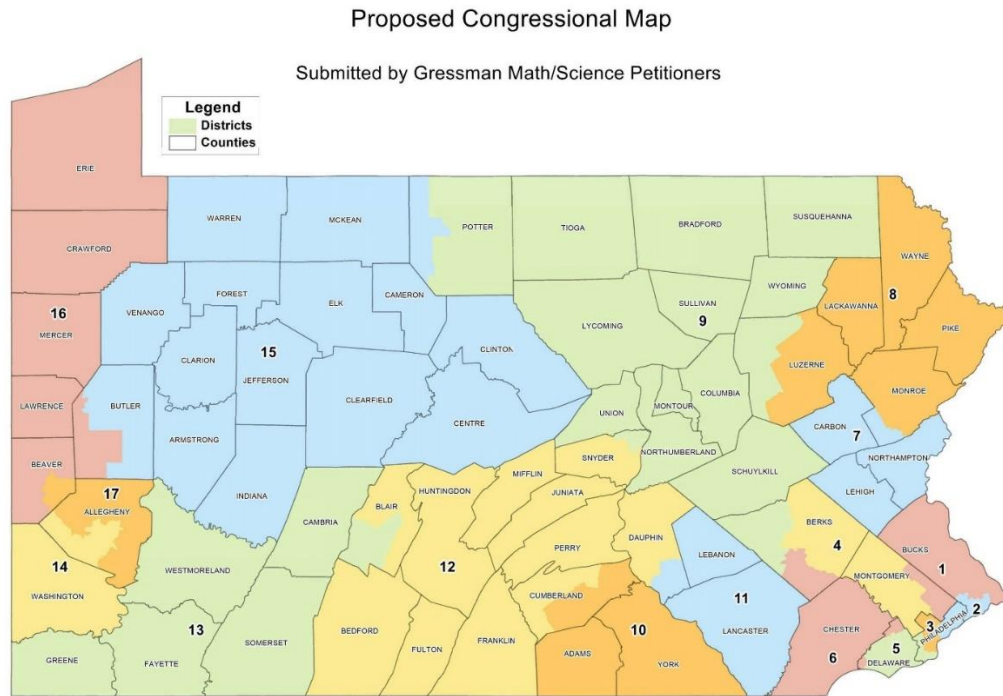 Proposed Congressional Map
Submitted by Gressman Math/Science Petitioners
Legend
Districts
Counties
ERIE
WARREN
MCKEAN
POTTER
TIOGA
BRADFORD
SUSQUEHANNA
WAYNE
CRAWFORD
FOREST
ELK
CAMERON
WYOMING
LACKAWANNA
8
SULLIVAN
9
16
MERCER
VENANGO
LYCOMING
PIKE
CLARION
15
JEFFERSON
CLINTON
LUZERNE
MONROE
LAWRENCE
BUTLER
CLEARFIELD
CENTRE
UNION
MONTOUR
COLUMBIA
CARBON
7
ARMSTRONG
NORTHUMBERLAND
NORTHAMPTON
BEAVER
INDIANA
SNYDER
MIFFLIN
SCHUYLKILL
LEHIGH
17
ALLEGHENY
BLAIR
HUNTINGDON
JUNIATA
CAMBRIA
DAUPHIN
BERKS
4
LEBANON
BUCKS
1
14
WASHINGTON
WESTMORELAND
12
PERRY
MONTGOMERY
CUMBERLAND
11
2
13
SOMERSET
BEDFORD
FULTON
FRANKLIN
10
LANCASTER
CHESTER
3
PHILADELPHIA
GREENE
FAYETTE
ADAMS
YORK
6
5
DELAWARE